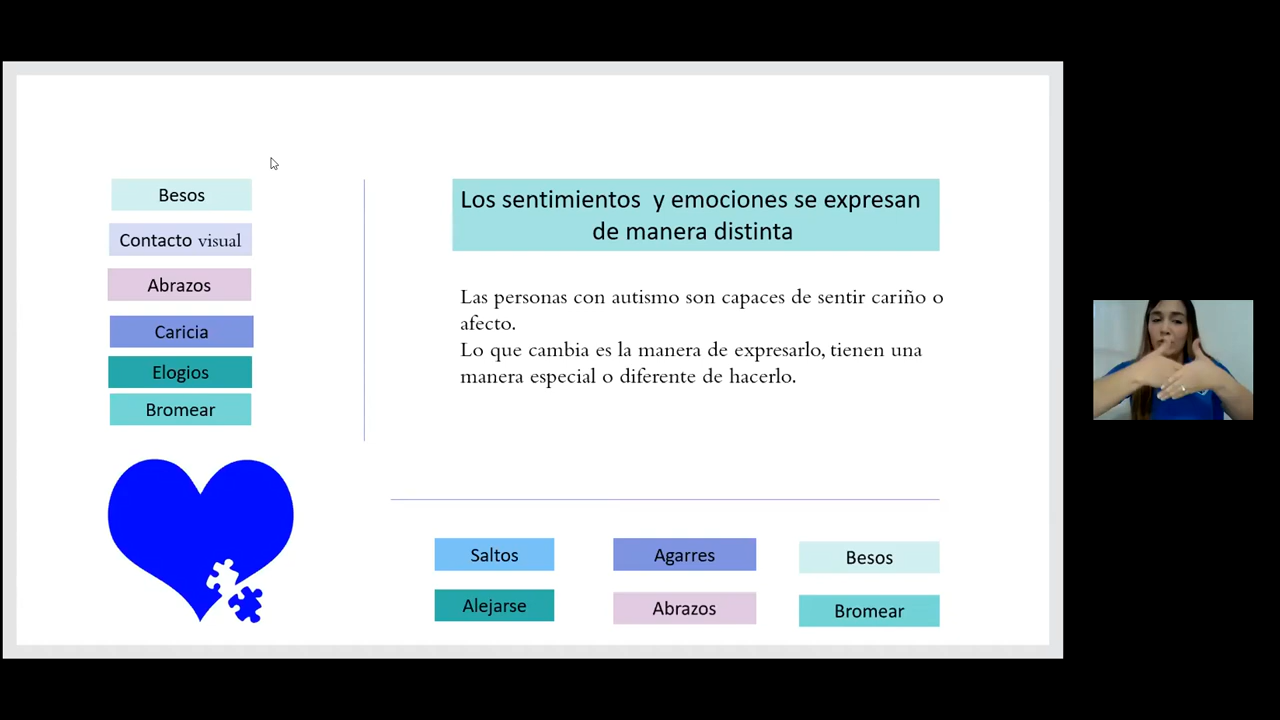 Besos
Contacto visual
Abrazos
Caricia
Elogios
Bromear
Los sentimientos y emociones se expresan
de manera distinta
Las personas con autismo son capaces de sentir cariño o
afecto.
Lo que cambia es la manera de expresarlo, tienen una
manera especial o diferente de hacerlo.
Saltos
Agarres
Besos
Alejarse
Abrazos
Bromear